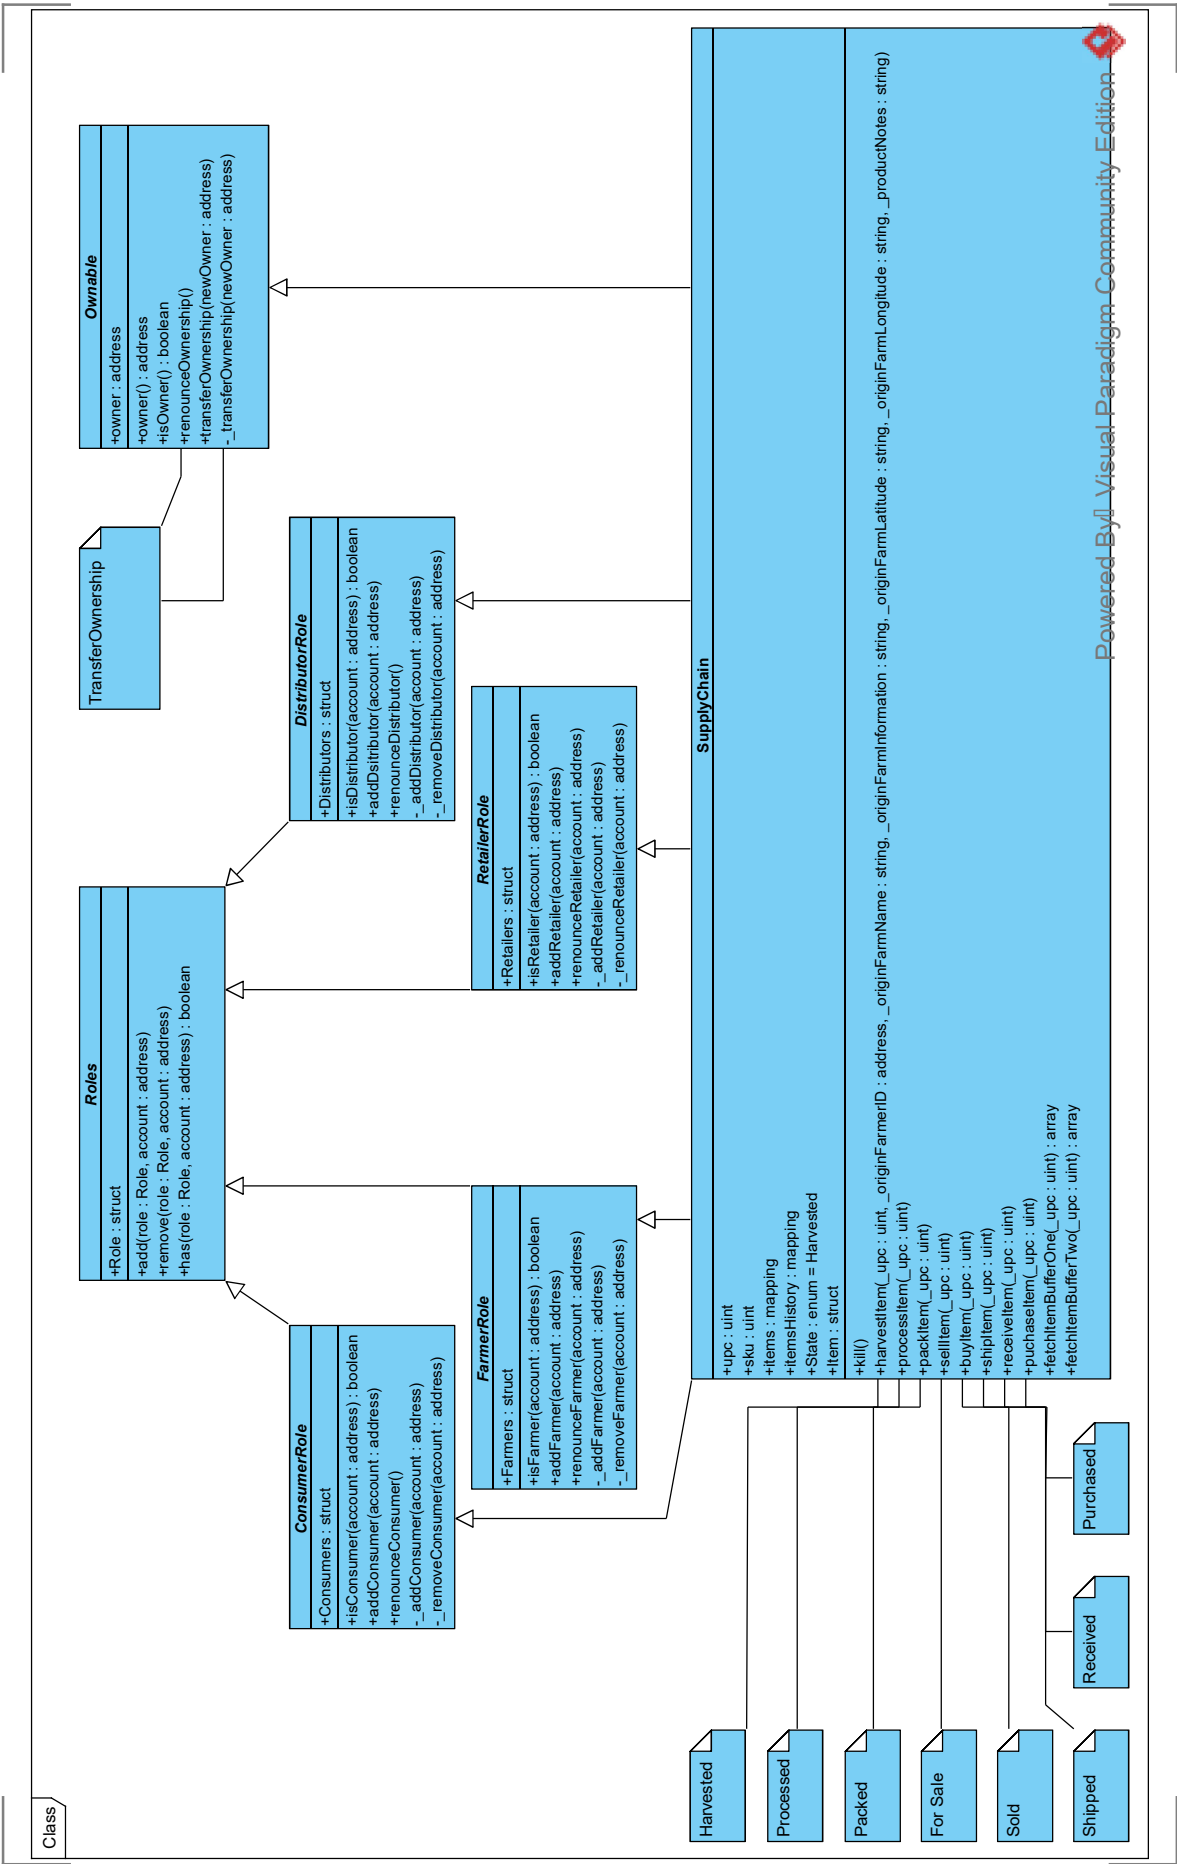 Class
Roles
+Role : struct
+add(role : Role, account : address)
+remove(role : Role, account : address)
+has(role : Role, account : address) : boolean
TransferOwnership
Ownable
+owner : address
+owner() : address
+isOwner() : boolean
+renounceOwnership()
+transferOwnership(newOwner : address)
-_transferOwnership(newOwner : address)
ConsumerRole
+Consumers : struct
+isConsumer(account : address) : boolean
+addConsumer(account : address)
+renounceConsumer()
-_addConsumer(account : address)
-_removeConsumer(account : address)
DistributorRole
+Distributors : struct
+isDistributor(account : address) : boolean
+addDsitributor(account : address)
+renounceDistributor()
-_addDistributor(account : address)
-_removeDistributor(account : address)
FarmerRole
+Farmers : struct
+isFarmer(account : address) : boolean
+addFarmer(account : address)
+renounceFarmer(account : address)
-_addFarmer(account : address)
-_removeFarmer(account : address)
RetailerRole
+Retailers : struct
+isRetailer(account : address) : boolean
+addRetailer(account : address)
+renounceRetailer(account : address)
-_addRetailer(account : address)
-_renounceRetailer(account : address)
SupplyChain
+upc : uint
+sku : uint
+items : mapping
+itemsHistory : mapping
+State : enum = Harvested
+Item : struct
+kill()
+harvestItem(_upc : uint, _originFarmerID : address, _originFarmName : string, _originFarmInformation : string, _originFarmLatitude : string, _originFarmLongitude : string, _productNotes : string)
+processItem(_upc : uint)
+packItem(_upc : uint)
+sellItem(_upc : uint)
+buyItem(_upc : uint)
+shipItem(_upc : uint)
+receiveItem(_upc : uint)
+puchaseItem(_upc : uint)
+fetchItemBufferOne(_upc : uint) : array
+fetchItemBufferTwo(_upc : uint) : array
Harvested
Processed
Packed
For Sale
Sold
Shipped
Received
Purchased
Powered By Visual Paradigm Community Edition